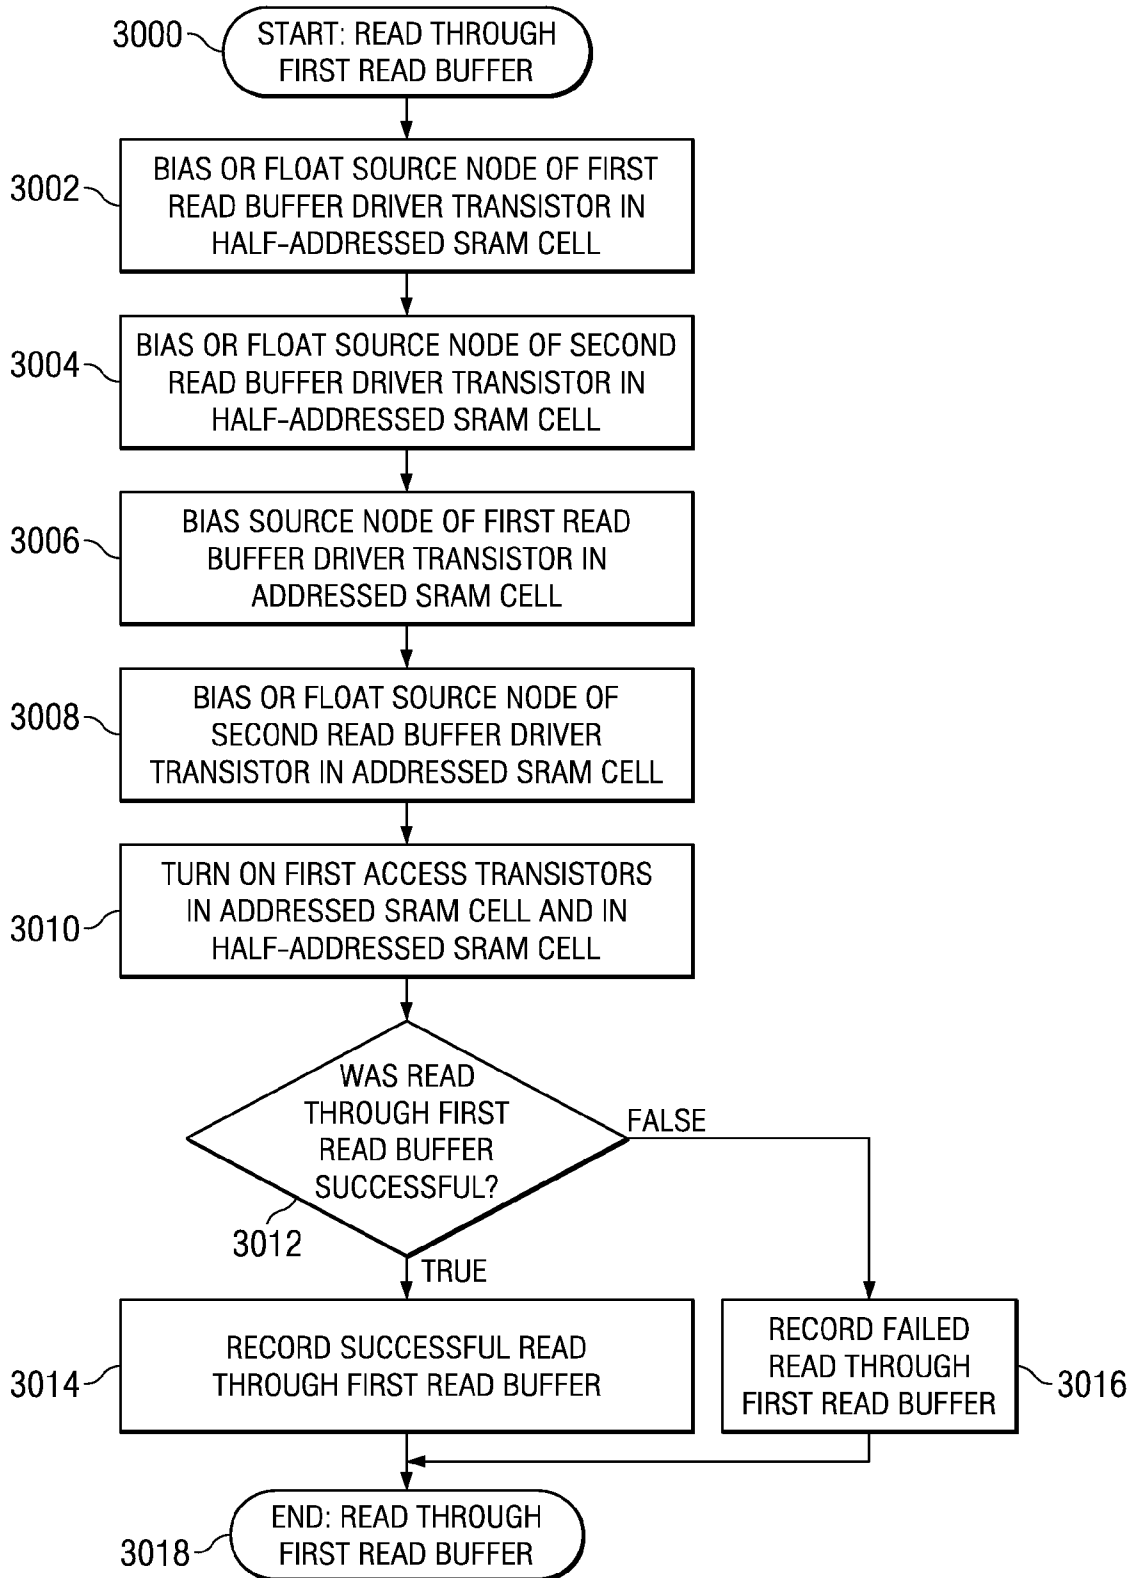 3000
START: READ THROUGH
FIRST READ BUFFER
3002
BIAS OR FLOAT SOURCE NODE OF FIRST
READ BUFFER DRIVER TRANSISTOR IN
HALF-ADDRESSED SRAM CELL
3004
BIAS OR FLOAT SOURCE NODE OF SECOND
READ BUFFER DRIVER TRANSISTOR IN
HALF-ADDRESSED SRAM CELL
3006
BIAS SOURCE NODE OF FIRST READ
BUFFER DRIVER TRANSISTOR IN
ADDRESSED SRAM CELL
3008
BIAS OR FLOAT SOURCE NODE OF
SECOND READ BUFFER DRIVER
TRANSISTOR IN ADDRESSED SRAM CELL
3010
TURN ON FIRST ACCESS TRANSISTORS
IN ADDRESSED SRAM CELL AND IN
HALF-ADDRESSED SRAM CELL
WAS READ
THROUGH FIRST
READ BUFFER
SUCCESSFUL?
FALSE
3012
TRUE
3014
RECORD SUCCESSFUL READ
THROUGH FIRST READ BUFFER
RECORD FAILED
READ THROUGH
FIRST READ BUFFER
3016
3018
END: READ THROUGH
FIRST READ BUFFER